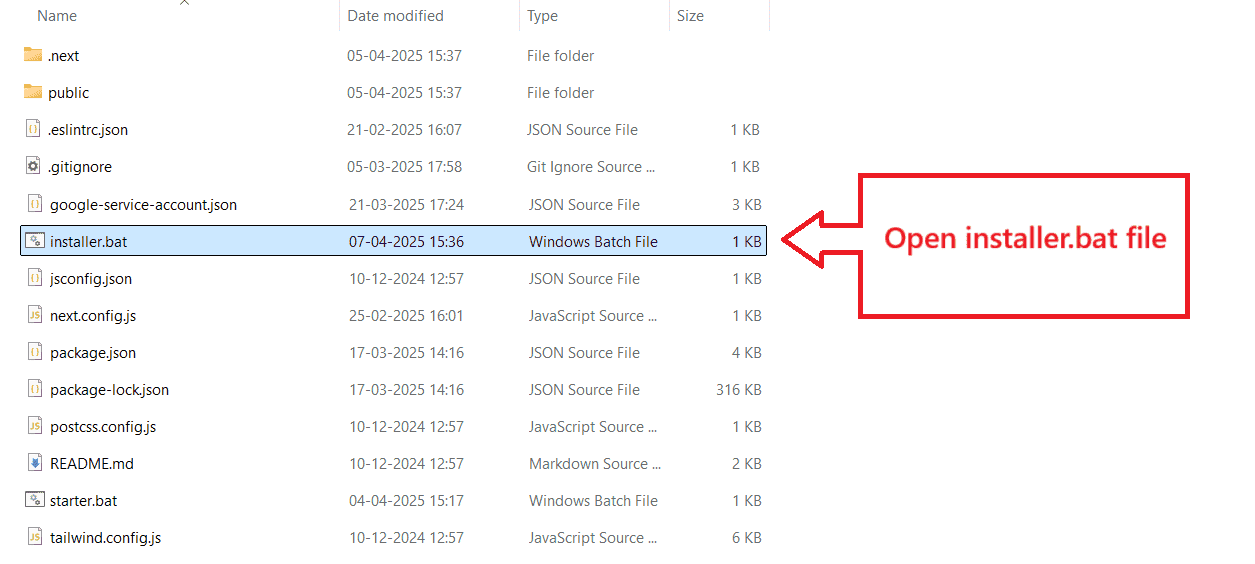 Name Date modified Type Size
.next 05-04-2025 15:37 File folder
public 05-04-2025 15:37 File folder
.eslintrc.json 21-02-2025 16:07 JSON Source File 1 KB
.gitignore 05-03-2025 17:58 Git Ignore Source ... 1 KB
google-service-account.json 21-03-2025 17:24 JSON Source File 3 KB
installer.bat 07-04-2025 15:36 Windows Batch File 1 KB
Open installer.bat file
jsconfig.json 10-12-2024 12:57 JSON Source File 1 KB
next.config.js 25-02-2025 16:01 JavaScript Source ... 1 KB
package.json 17-03-2025 14:16 JSON Source File 4 KB
package-lock.json 17-03-2025 14:16 JSON Source File 316 KB
postcss.config.js 10-12-2024 12:57 JavaScript Source ... 1 KB
README.md 10-12-2024 12:57 Markdown Source ... 2 KB
starter.bat 04-04-2025 15:17 Windows Batch File 1 KB
tailwind.config.js 10-12-2024 12:57 JavaScript Source ... 6 KB